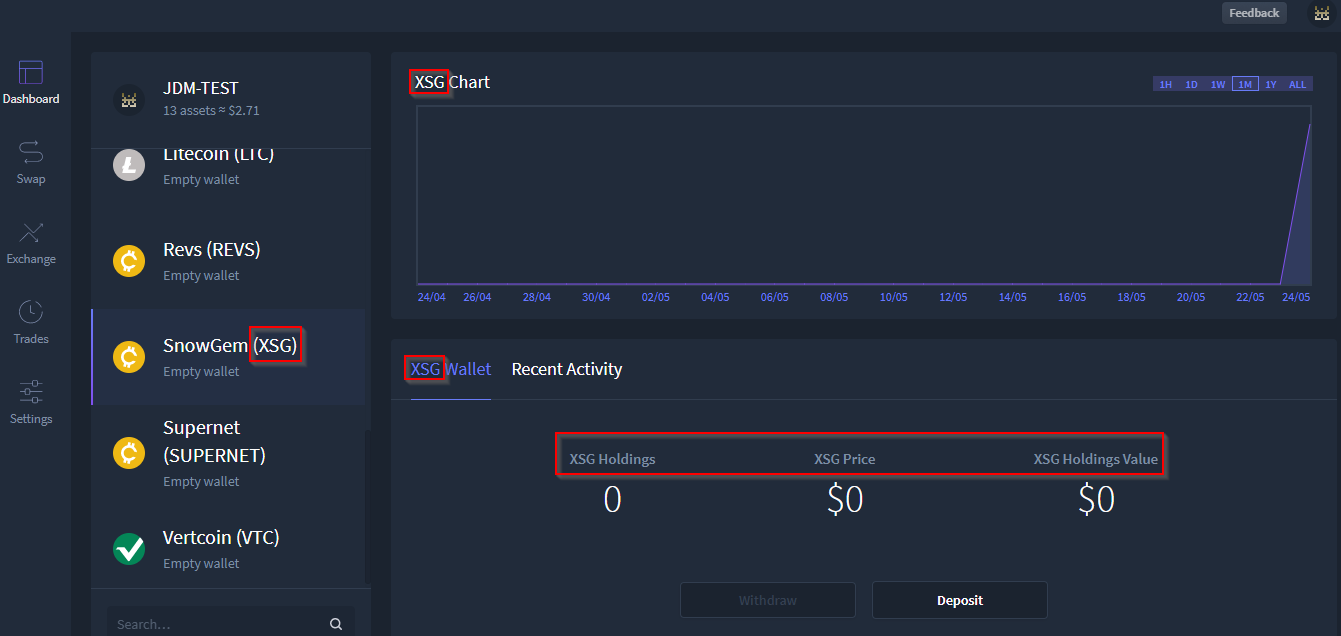 Feedback
Dashboard
Swap
Exchange
Trades
Settings
JDM-TEST
13 assets ≈ $2.71
Litecoin (LTC)
Empty wallet
Revs (REVS)
Empty wallet
SnowGem (XSG)
Empty wallet
Supernet
(SUPERNET)
Empty wallet
Vertcoin (VTC)
Empty wallet
Search...
XSG Chart
1H 1D 1W 1M 1Y ALL
24/04 26/04 28/04 30/04 02/05 04/05 06/05 08/05 10/05 12/05 14/05 16/05 18/05 20/05 22/05 24/05
XSG Wallet Recent Activity
XSG Holdings XSG Price XSG Holdings Value
0 $0 $0
Withdraw Deposit